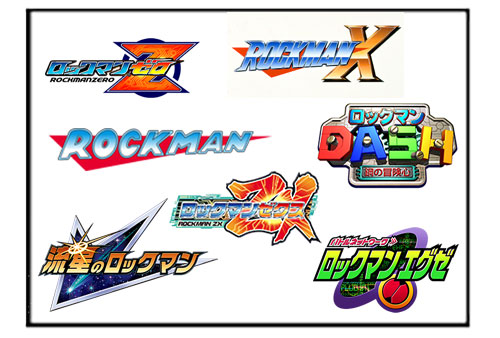 ロックマンゼロ
ROCKMANZERO
ROCKMAN X
ROCKMAN
ロックマン
DASH
鋼の冒険心
ZX
ロックマンゼクス
ROCKMAN ZX
流星のロックマン
バトルネットワーク
ロックマンエグゼ